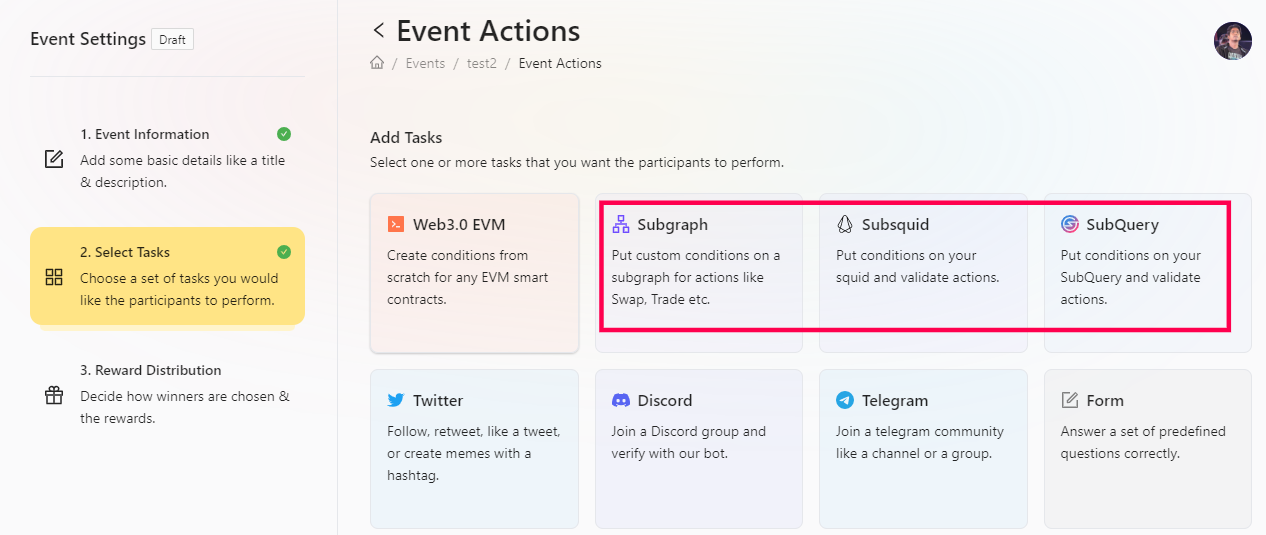 Event Settings Draft
1. Event Information
Add some basic details like a title
& description.
2. Select Tasks
Choose a set of tasks you would
like the participants to perform.
3. Reward Distribution
Decide how winners are chosen &
the rewards.
Event Actions
/ Events / test2 / Event Actions
Add Tasks
Select one or more tasks that you want the participants to perform.
Web3.0 EVM
Create conditions from
scratch for any EVM smart
contracts.
Subgraph
Put custom conditions on a
subgraph for actions like
Swap, Trade etc.
Subsquid
Put conditions on your
squid and validate actions.
SubQuery
Put conditions on your
SubQuery and validate
actions.
Twitter
Follow, retweet, like a tweet,
or create memes with a
hashtag.
Discord
Join a Discord group and
verify with our bot.
Telegram
Join a telegram community
like a channel or a group.
Form
Answer a set of predefined
questions correctly.